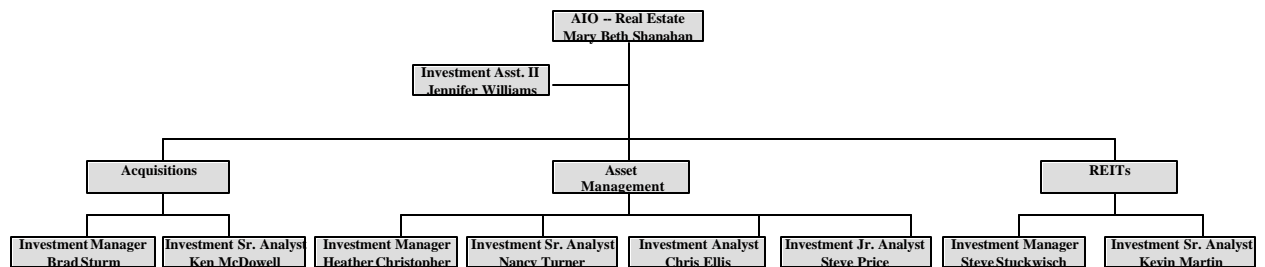 AIO -- Real Estate
Mary Beth Shanahan
Investment Asst. II
Jennifer Williams
Acquisitions
Asset
Management
REITs
Investment Manager
Brad Sturm
Investment Sr. Analyst
Ken McDowell
Investment Manager
Heather Christopher
Investment Sr. Analyst
Nancy Turner
Investment Analyst
Chris Ellis
Investment Jr. Analyst
Steve Price
Investment Manager
Steve Stuckwisch
Investment Sr. Analyst
Kevin Martin